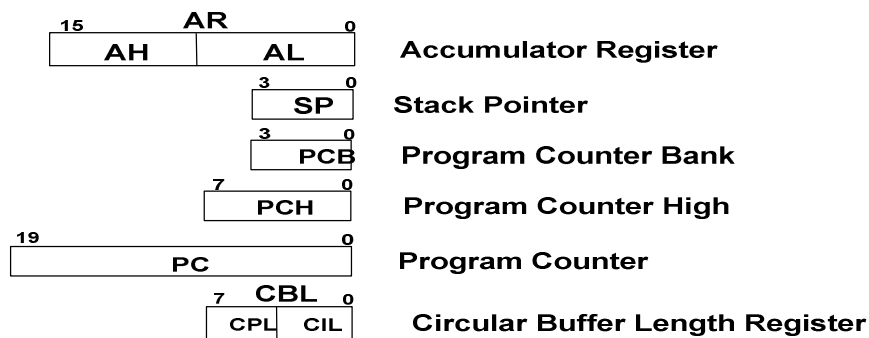 AR
15 0
AH AL Accumulator Register
3 0
SP Stack Pointer
3 0
PCB Program Counter Bank
7 0
PCH Program Counter High
19 0
PC Program Counter
7 CBL 0
CPL CIL Circular Buffer Length Register